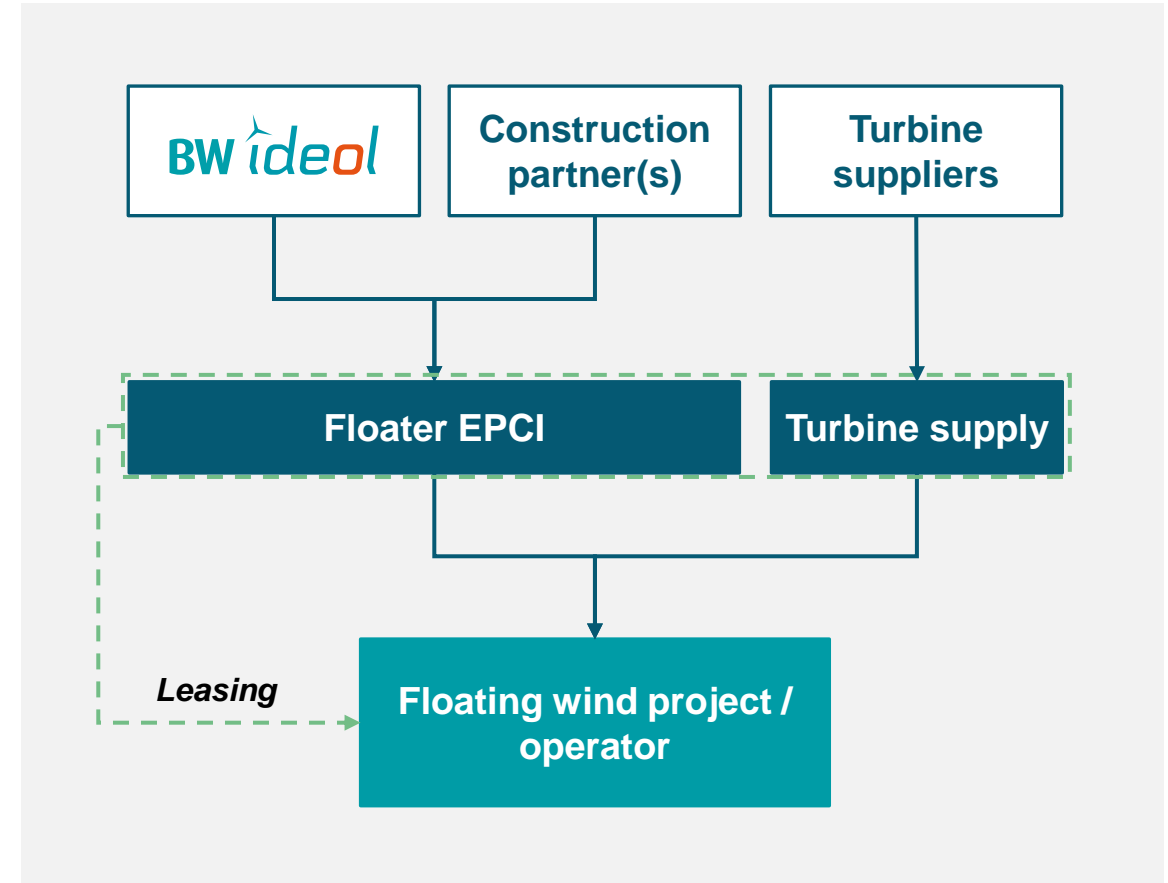 BW ideol
Construction
partner(s)
Turbine
suppliers
Floater EPCI
Turbine supply
Leasing
Floating wind project /
operator